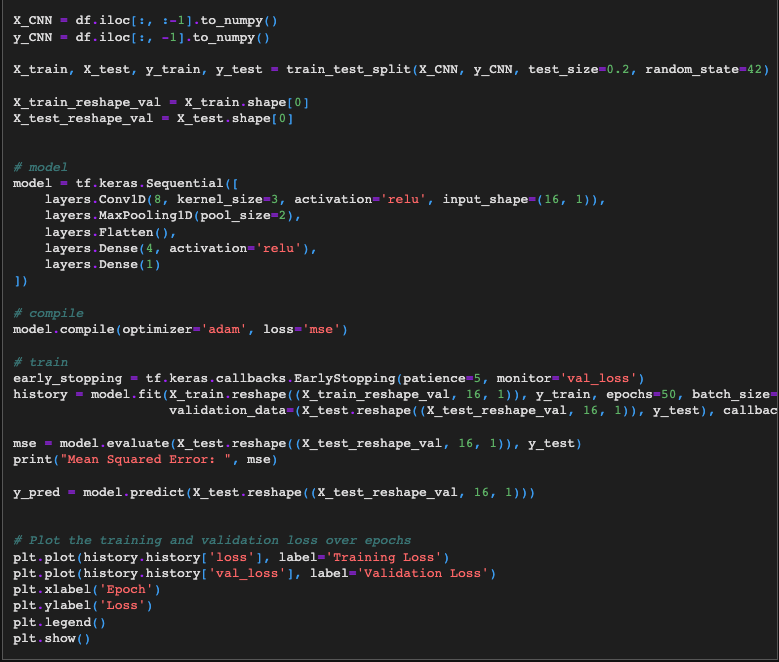 X_CNN = df.iloc[:, :-1].to_numpy()
y_CNN = df.iloc[:, -1].to_numpy()
X_train, X_test, y_train, y_test = train_test_split(X_CNN, y_CNN, test_size=0.2, random_state=42)
X_train_reshape_val = X_train.shape[0]
X_test_reshape_val = X_test.shape[0]
# model
model = tf.keras.Sequential([
    layers.Conv1D(8, kernel_size=3, activation='relu', input_shape=(16, 1)),
    layers.MaxPooling1D(pool_size=2),
    layers.Flatten(),
    layers.Dense(4, activation='relu'),
    layers.Dense(1)
])
# compile
model.compile(optimizer='adam', loss='mse')
# train
early_stopping = tf.keras.callbacks.EarlyStopping(patience=5, monitor='val_loss')
history = model.fit(X_train.reshape((X_train_reshape_val, 16, 1)), y_train, epochs=50, batch_size=
                    validation_data=(X_test.reshape((X_test_reshape_val, 16, 1)), y_test), callbac
mse = model.evaluate(X_test.reshape((X_test_reshape_val, 16, 1)), y_test)
print("Mean Squared Error: ", mse)
y_pred = model.predict(X_test.reshape((X_test_reshape_val, 16, 1)))
# Plot the training and validation loss over epochs
plt.plot(history.history['loss'], label='Training Loss')
plt.plot(history.history['val_loss'], label='Validation Loss')
plt.xlabel('Epoch')
plt.ylabel('Loss')
plt.legend()
plt.show()